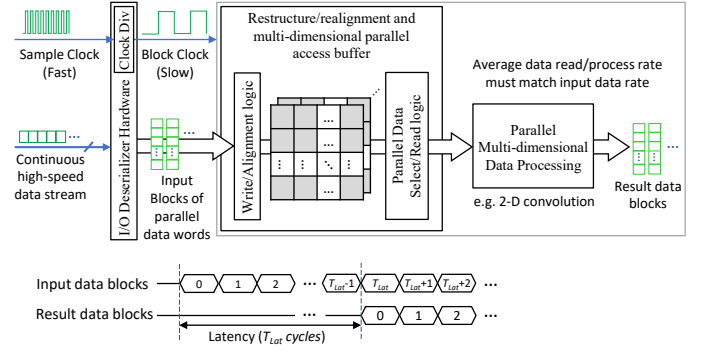 Sample Clock
(Fast)
Clock Div
Block Clock
(Slow)
I/O Deserializer Hardware
Continuous
high-speed
data stream
...
Input
Blocks of
parallel
data words
Restructure/realignment and
multi-dimensional parallel
access buffer
Write/Alignment logic
Parallel Data
Select/Read logic
Average data read/process rate
must match input data rate
Parallel
Multi-dimensional
Data Processing
e.g. 2-D convolution
Result data
blocks
Input data blocks
0 1 2 ... T_Lat-1 T_Lat T_Lat+1 T_Lat+2 ...
Result data blocks
0 1 2 ...
Latency (T_Lat cycles)